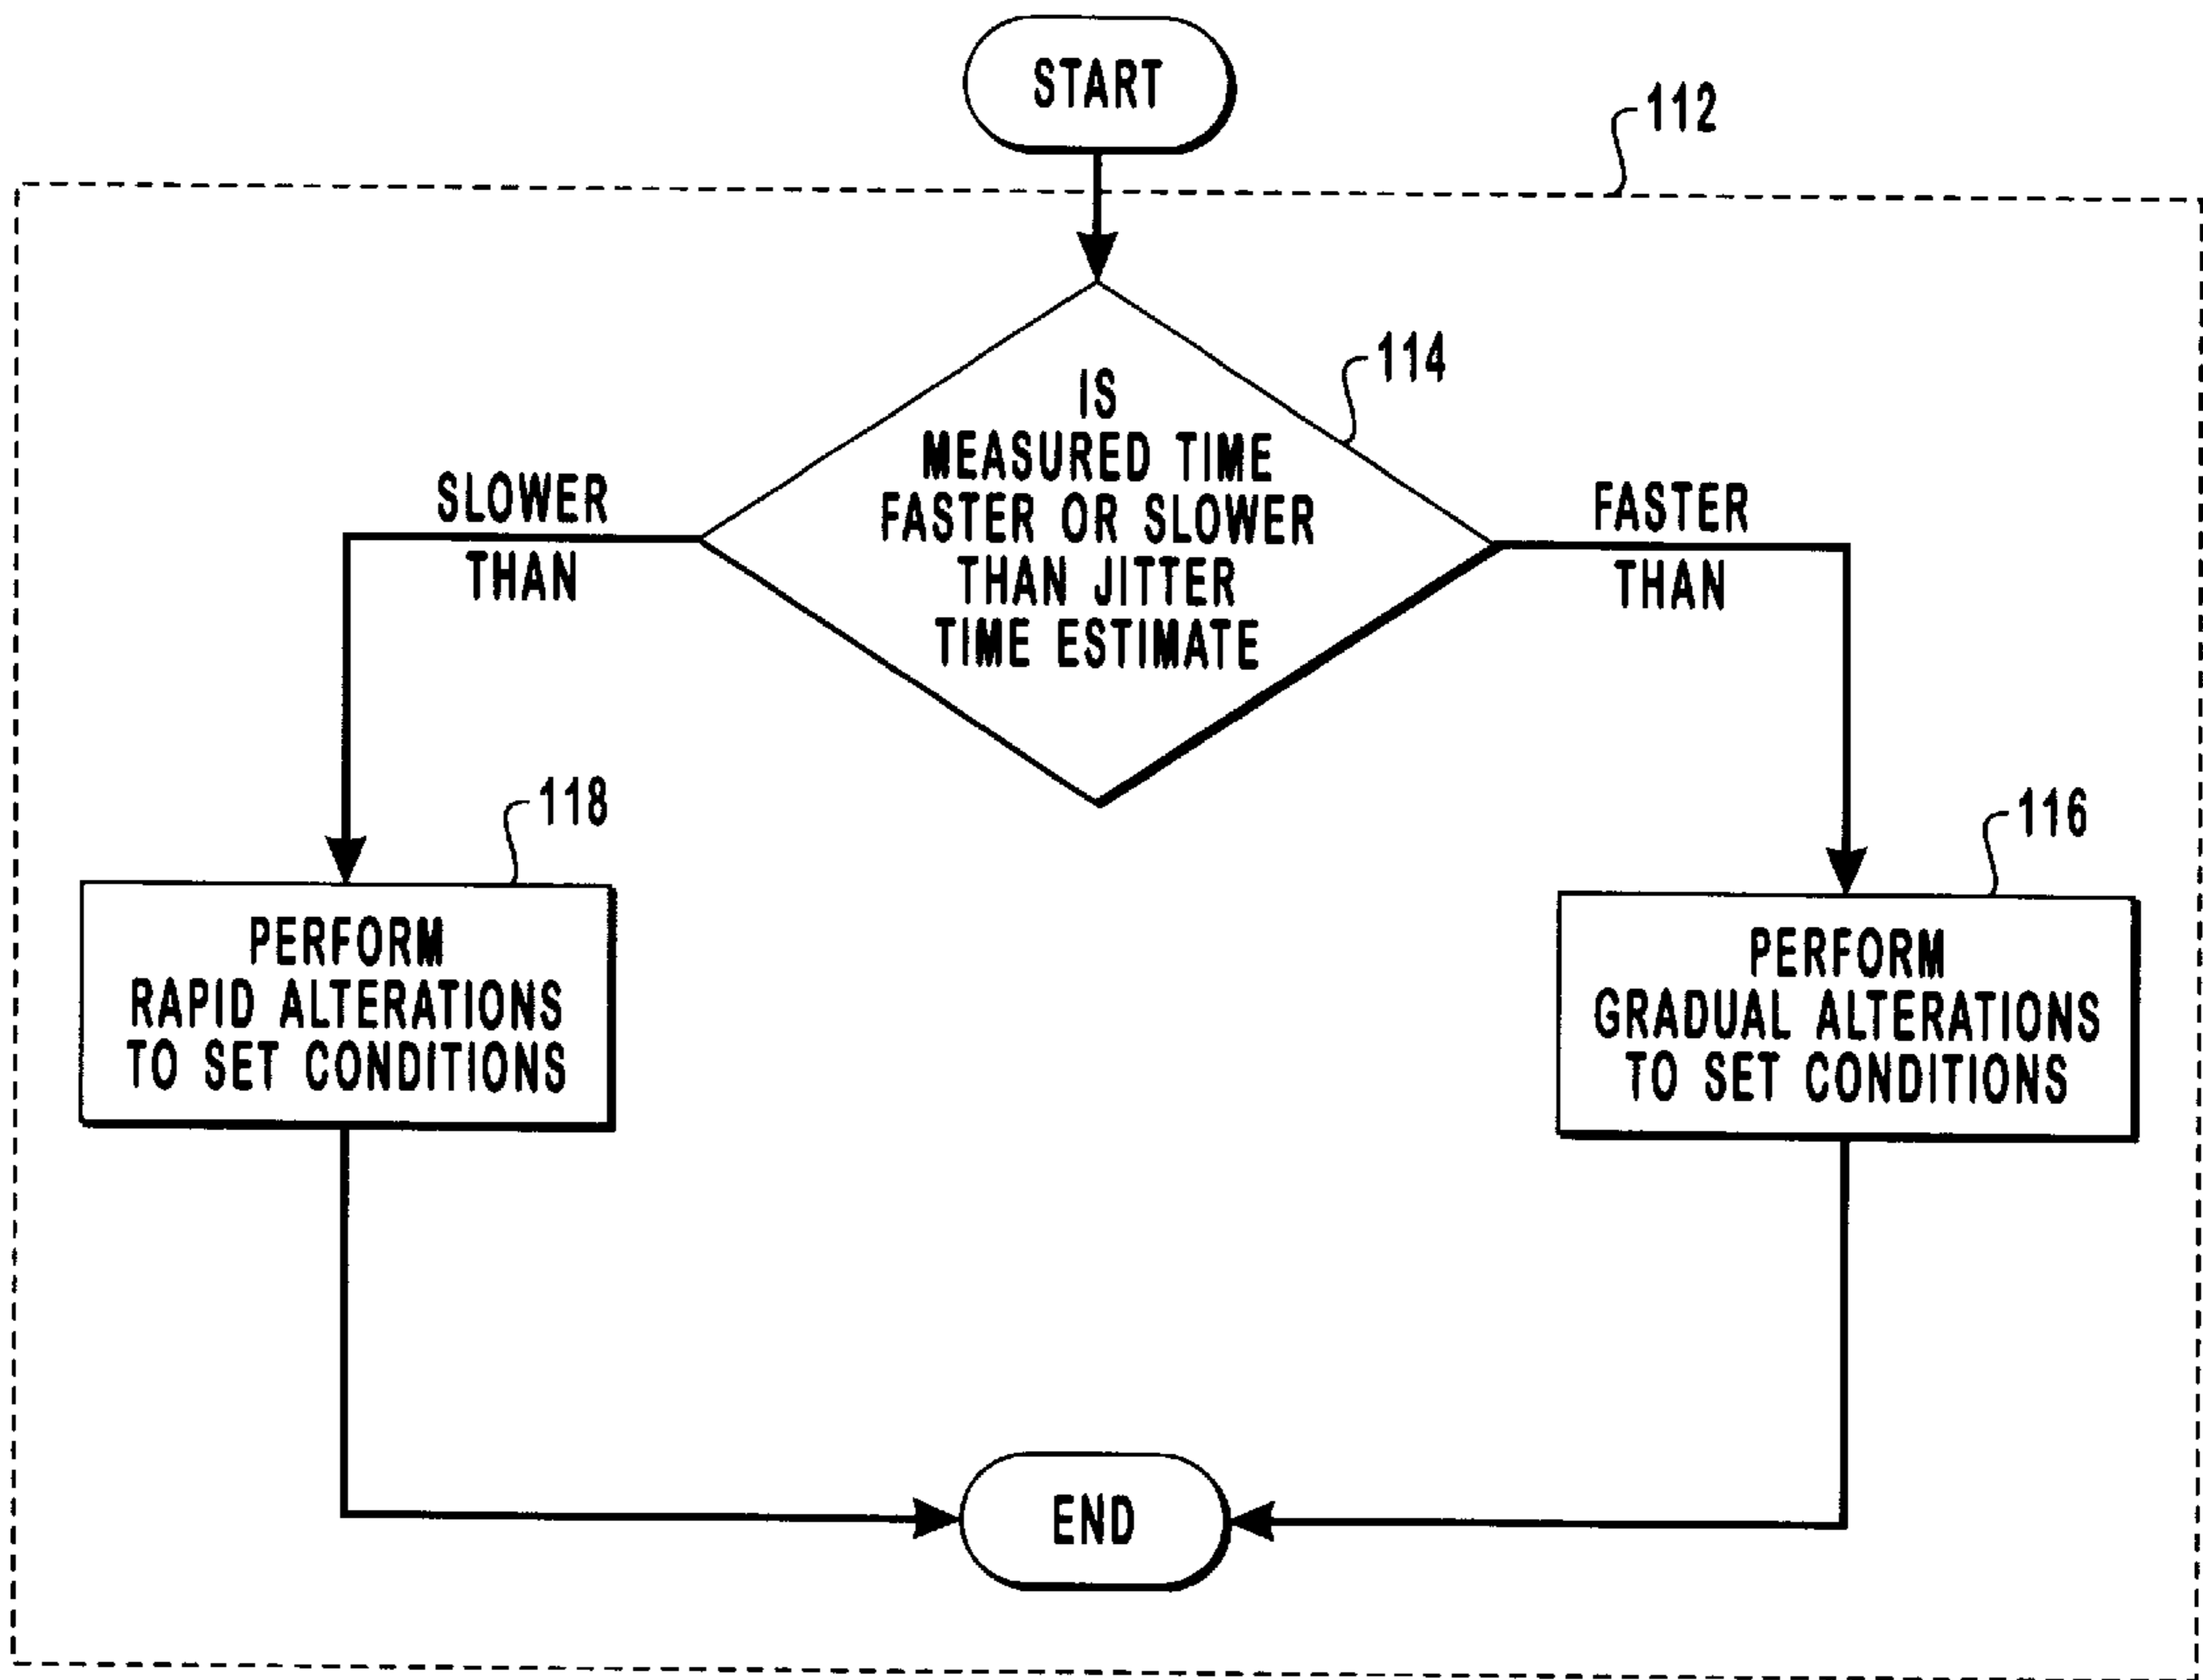 START
112
114
IS
MEASURED TIME
FASTER OR SLOWER
THAN JITTER
TIME ESTIMATE
SLOWER
THAN
FASTER
THAN
118
PERFORM
RAPID ALTERATIONS
TO SET CONDITIONS
116
PERFORM
GRADUAL ALTERATIONS
TO SET CONDITIONS
END